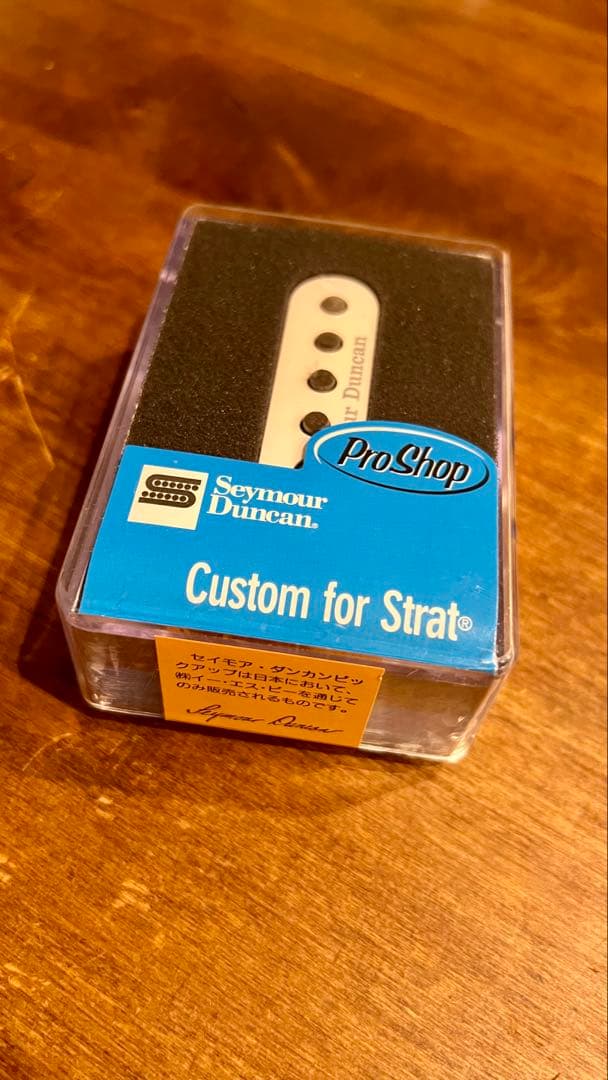 ur Duncan
ProShop
Seymour
Duncan®
Custom for Strat®
セイモア・ダンカンピッ
クアップは日本において、
㈱イー・エス・ピーを通じて
のみ販売されるものです。
Seymour Duncan